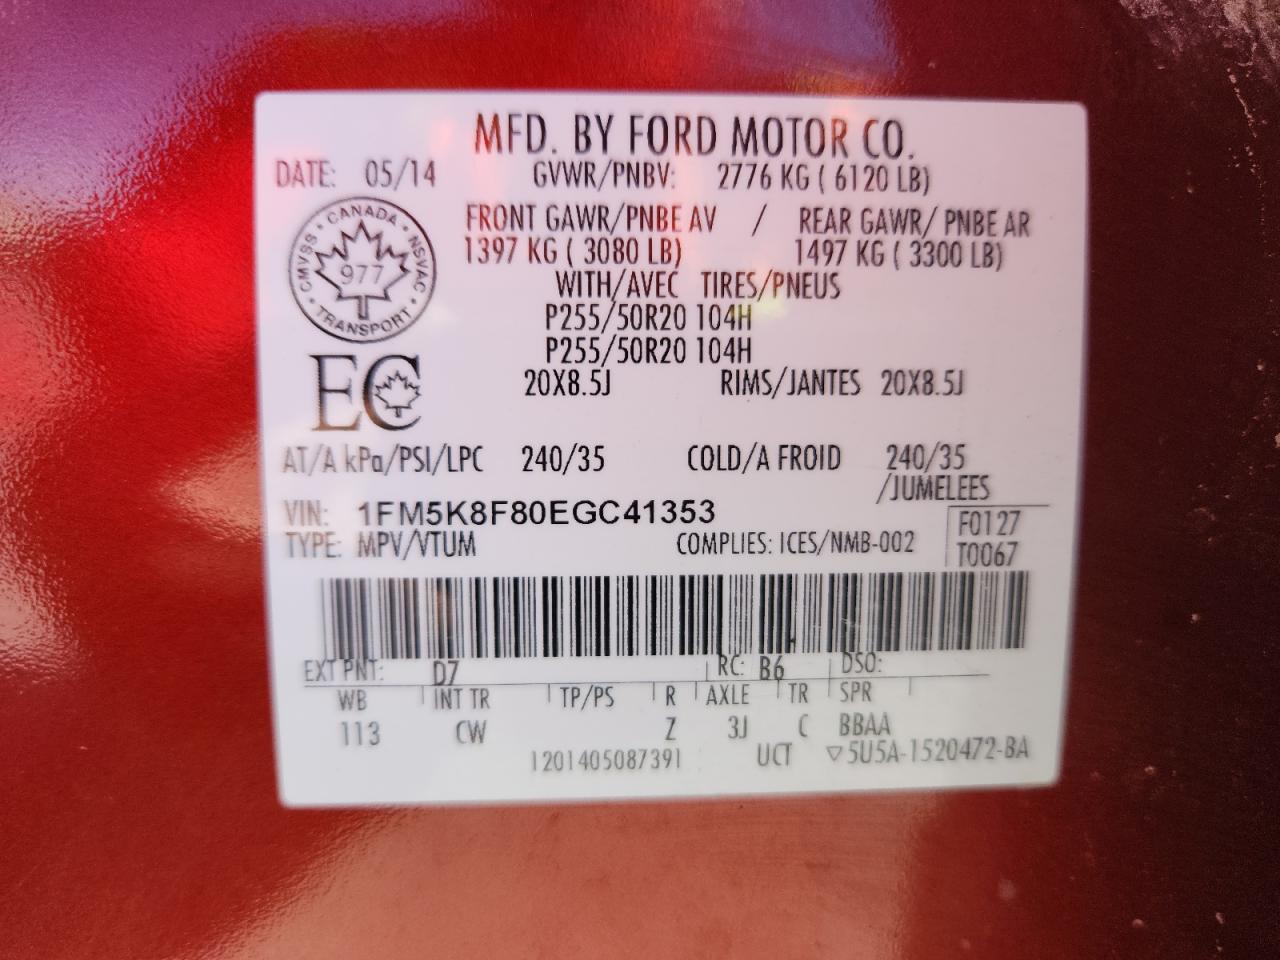 MFD. BY FORD MOTOR CO.
DATE: 05/14 GVWR/PNBV: 2776 KG ( 6120 LB)
FRONT GAWR/PNBE AV / REAR GAWR/ PNBE AR
1397 KG ( 3080 LB) 1497 KG ( 3300 LB)
WITH/AVEC TIRES/PNEUS
P255/50R20 104H
P255/50R20 104H
20X8.5J RIMS/JANTES 20X8.5J
CANADA
CMVSS NSVAC
977
TRANSPORT
EC
AT/A kPa/PSI/LPC 240/35 COLD/A FROID 240/35
/JUMELEES
VIN: 1FM5K8F80EGC41353
F0127
TYPE: MPV/VTUM COMPLIES: ICES/NMB-002
T0067
EXT PNT: D7 RC: B6 DSO:
WB INT TR TP/PS R AXLE TR SPR
113 CW Z 3J C BBAA
1201405087391 UCT ▽5U5A-1520472-BA